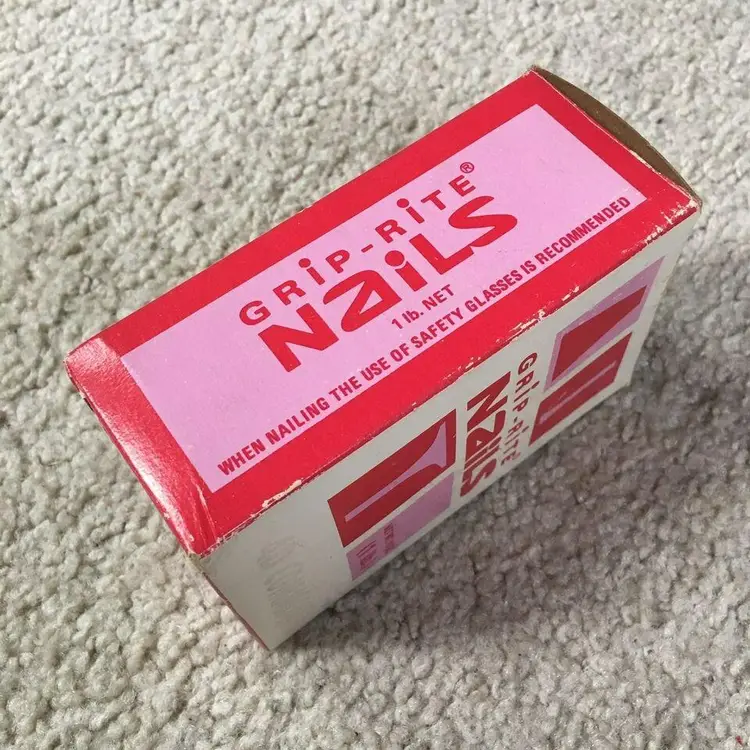 GRiP-RiTE®
NaiLS
1 lb. NET
WHEN NAILING THE USE OF SAFETY GLASSES IS RECOMMENDED
GRiP-RiTE
NaiLS